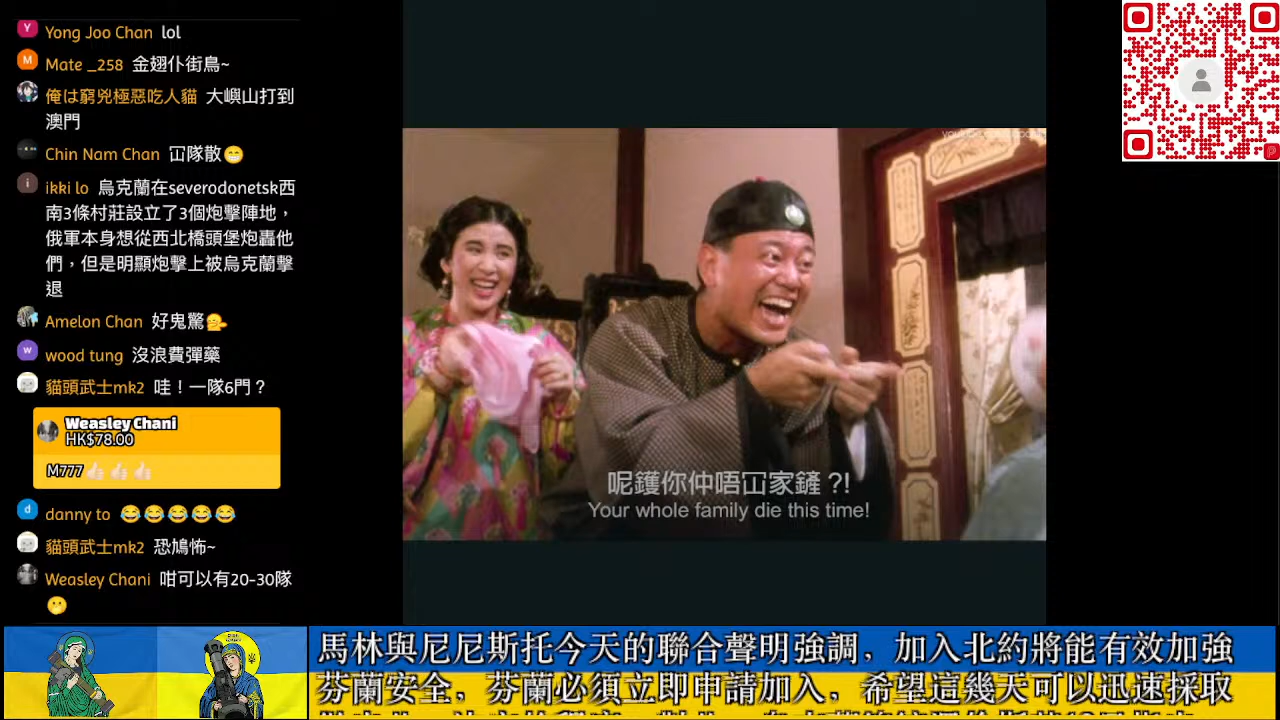 Yong Joo Chan lol
Mate _258 金翅仆街鳥~
俺は窮兇極惡吃人貓 大嶼山打到
澳門
Chin Nam Chan 冚隊散😁
ikki lo 烏克蘭在severodonetsk西
南3條村莊設立了3個炮擊陣地，
俄軍本身想從西北橋頭堡炮轟他
們，但是明顯炮擊上被烏克蘭擊
退
Amelon Chan 好鬼驚
wood tung 沒浪費彈藥
貓頭武士mk2 哇！一隊6門？
Weasley Chani
HK$78.00
M777👍🏻👍🏻👍🏻
danny to 😂😂😂😂😂
貓頭武士mk2 恐鳩怖~
Weasley Chani 咁可以有20-30隊
呢鑊你仲唔冚家鏟?!
Your whole family die this time!
馬林與尼尼斯托今天的聯合聲明強調，加入北約將能有效加強
芬蘭安全，芬蘭必須立即申請加入，希望這幾天可以迅速採取